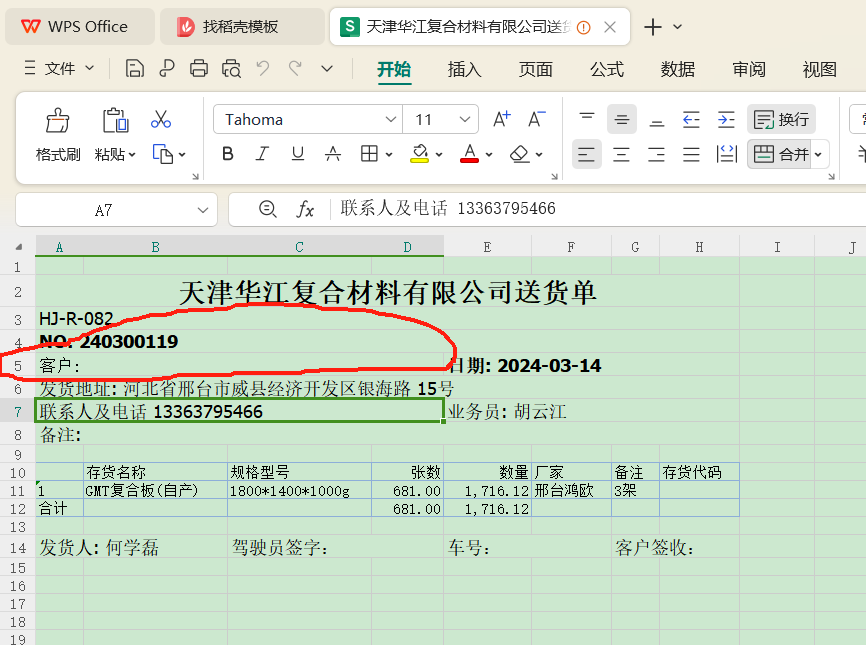 WPS Office
找稻壳模板
S 天津华江复合材料有限公司送货
文件
开始 插入 页面 公式 数据 审阅 视图
格式刷 粘贴 Tahoma 11 A+ A- 换行
B I U A A 合并
A7 fx 联系人及电话 13363795466
A B C D E F G H I J
1
2 天津华江复合材料有限公司送货单
3 HJ-R-082
4 NO: 240300119
5 客户: 日期: 2024-03-14
6 发货地址: 河北省邢台市威县经济开发区银海路 15号
7 联系人及电话 13363795466 业务员: 胡云江
8 备注:
9
10 存货名称 规格型号 张数 数量 厂家 备注 存货代码
11 1 GMT复合板(自产) 1800*1400*1000g 681.00 1,716.12 邢台鸿欧 3架
12 合计 681.00 1,716.12
13
14 发货人: 何学磊 驾驶员签字: 车号: 客户签收:
15
16
17
18
19